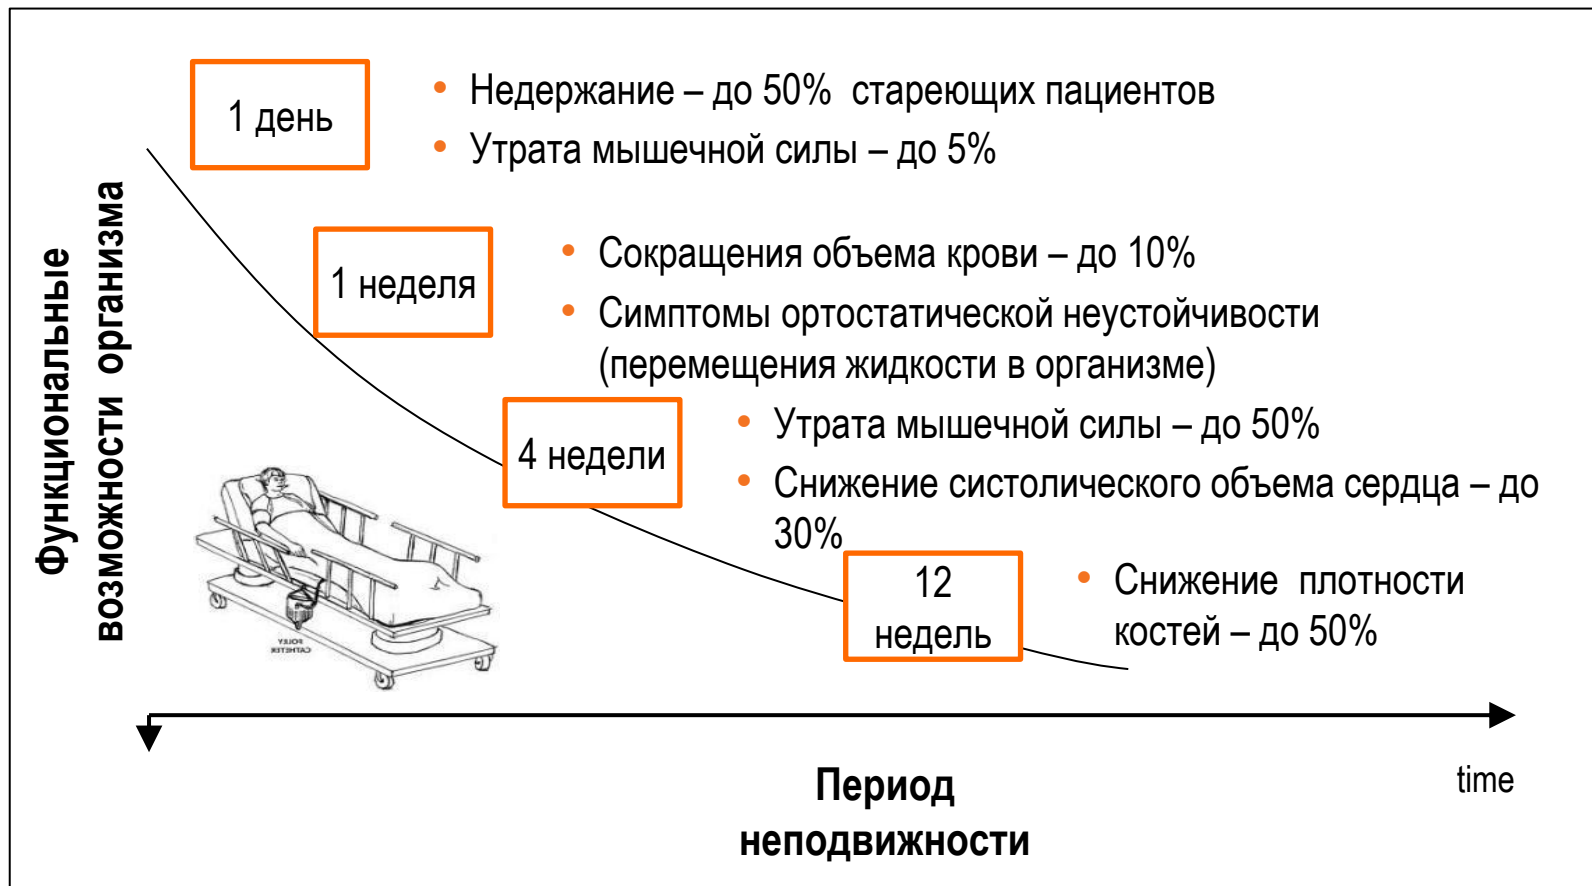 1 день
• Недержание – до 50%  стареющих пациентов
• Утрата мышечной силы – до 5%
1 неделя
• Сокращения объема крови – до 10%
• Симптомы ортостатической неустойчивости
(перемещения жидкости в организме)
4 недели
• Утрата мышечной силы – до 50%
• Снижение систолического объема сердца – до
30%
12
недель
• Снижение  плотности
костей – до 50%
Функциональные
возможности  организма
FOLEY
CATHETER
Период
неподвижности
time